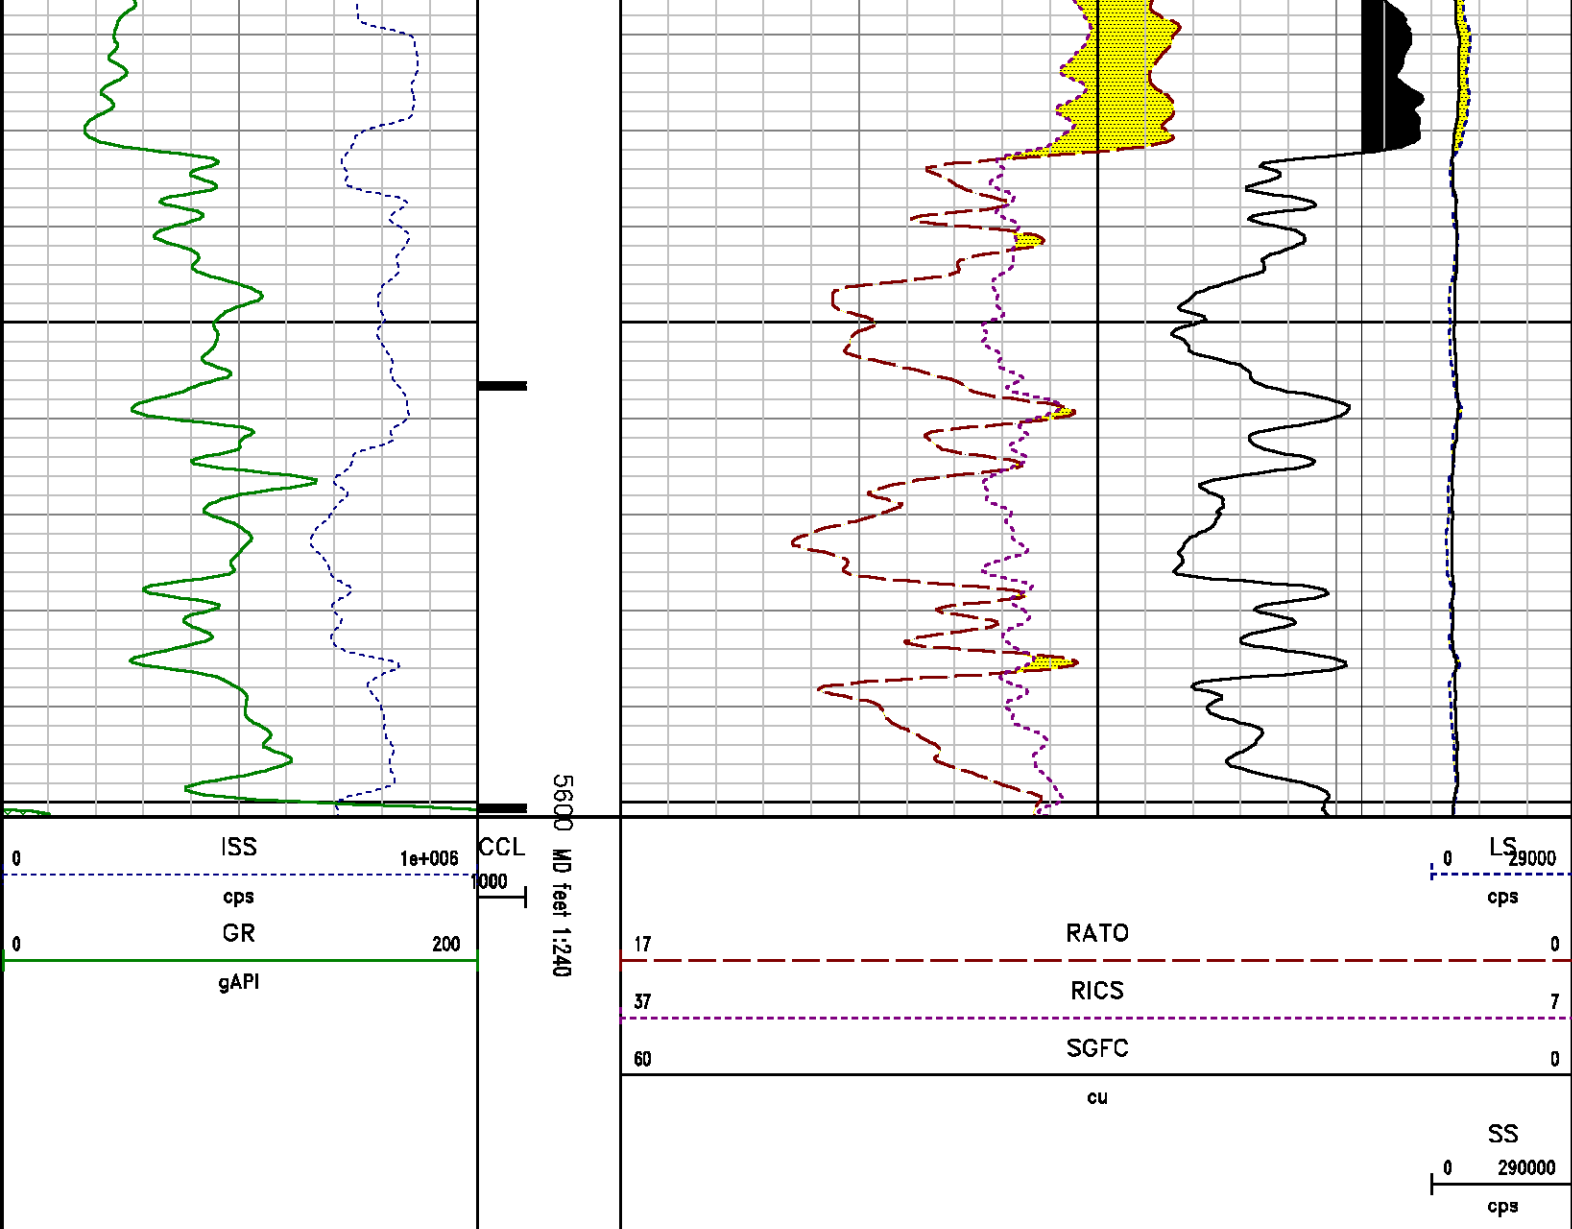 ISS
0 1e+006
cps
GR
0 200
gAPI
CCL
1000
5600 MD feet 1:240
LS
0 29000
cps
RATO
17 0
RICS
37 7
SGFC
60 0
cu
SS
0 290000
cps